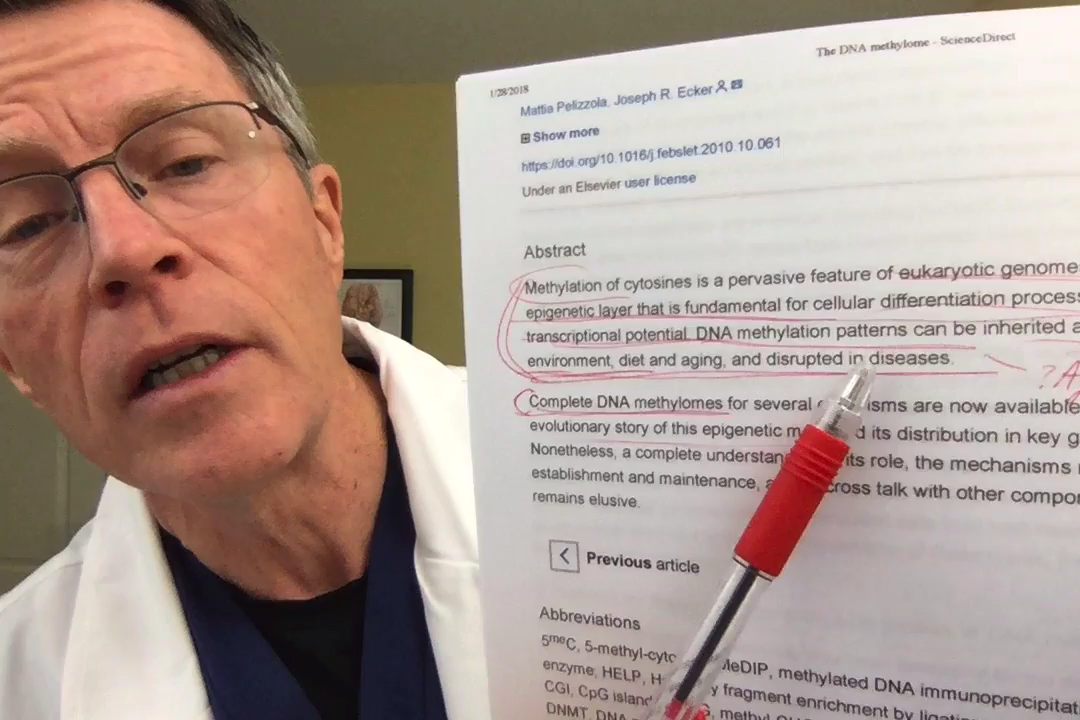 1/28/2018
The DNA methylome - ScienceDirect
Mattia Pelizzola, Joseph R. Ecker
Show more
https://doi.org/10.1016/j.febslet.2010.10.061
Under an Elsevier user license
Abstract
Methylation of cytosines is a pervasive feature of eukaryotic genome
epigenetic layer that is fundamental for cellular differentiation process
transcriptional potential. DNA methylation patterns can be inherited a
environment, diet and aging, and disrupted in diseases.
?A
Complete DNA methylomes for several isms are now available
evolutionary story of this epigenetic m d its distribution in key g
Nonetheless, a complete understan its role, the mechanisms
establishment and maintenance, a cross talk with other compo
remains elusive.
< Previous article
Abbreviations
5meC, 5-methyl-cyto MeDIP, methylated DNA immunoprecipitat
enzyme; HELP, H y fragment enrichment by ligati
CGI, CpG island
DNMT, DNA